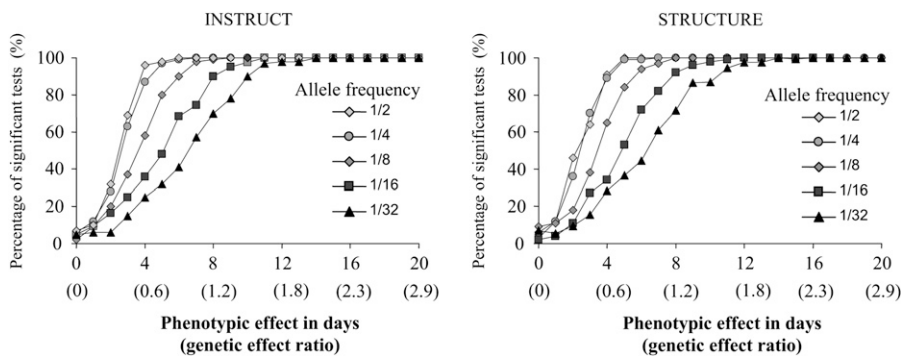 INSTRUCT
Percentage of significant tests (%)
100
80
60
40
20
0
Allele frequency
1/2
1/4
1/8
1/16
1/32
0 4 8 12 16 20
(0) (0.6) (1.2) (1.8) (2.3) (2.9)
Phenotypic effect in days
(genetic effect ratio)
STRUCTURE
Percentage of significant tests (%)
100
80
60
40
20
0
Allele frequency
1/2
1/4
1/8
1/16
1/32
0 4 8 12 16 20
(0) (0.6) (1.2) (1.8) (2.3) (2.9)
Phenotypic effect in days
(genetic effect ratio)